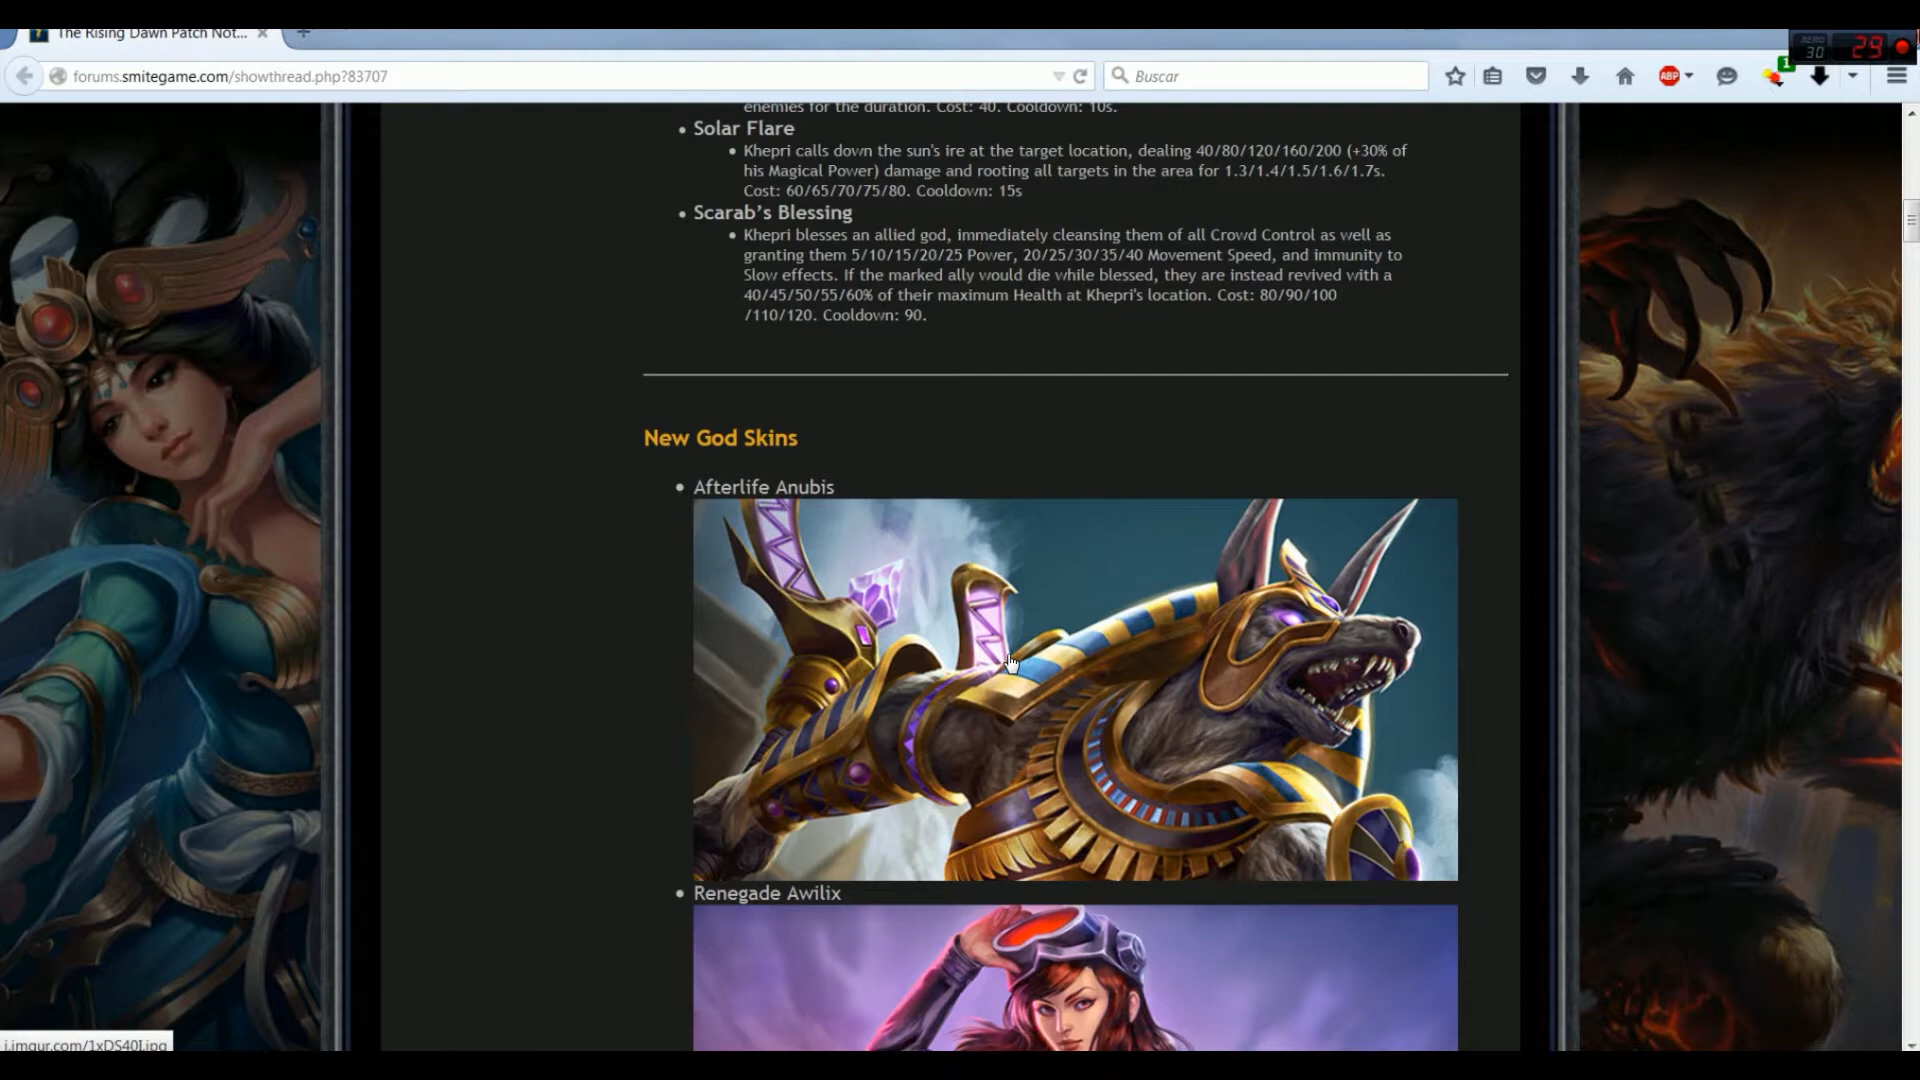 The Rising Dawn Patch Not...
XERO
30
29
forums.smitegame.com/showthread.php?83707
Buscar
ABP
1
enemies for the duration. Cost: 40. Cooldown: 10s.
Solar Flare
Khepri calls down the sun's ire at the target location, dealing 40/80/120/160/200 (+30% of
his Magical Power) damage and rooting all targets in the area for 1.3/1.4/1.5/1.6/1.7s.
Cost: 60/65/70/75/80. Cooldown: 15s
Scarab’s Blessing
Khepri blesses an allied god, immediately cleansing them of all Crowd Control as well as
granting them 5/10/15/20/25 Power, 20/25/30/35/40 Movement Speed, and immunity to
Slow effects. If the marked ally would die while blessed, they are instead revived with a
40/45/50/55/60% of their maximum Health at Khepri's location. Cost: 80/90/100
/110/120. Cooldown: 90.
New God Skins
Afterlife Anubis
Renegade Awilix
i.imgur.com/1xDS40I.jpg